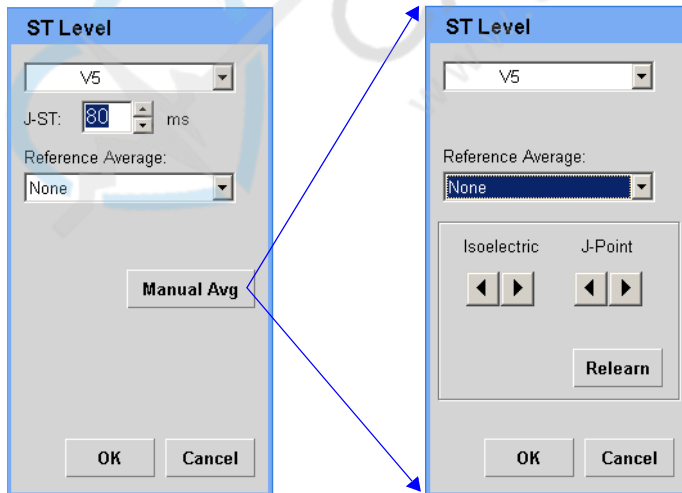 ST Level
V5
J-ST: 80 ms
Reference Average:
None
Manual Avg
OK Cancel
ST Level
V5
Reference Average:
None
Isoelectric J-Point
Relearn
OK Cancel